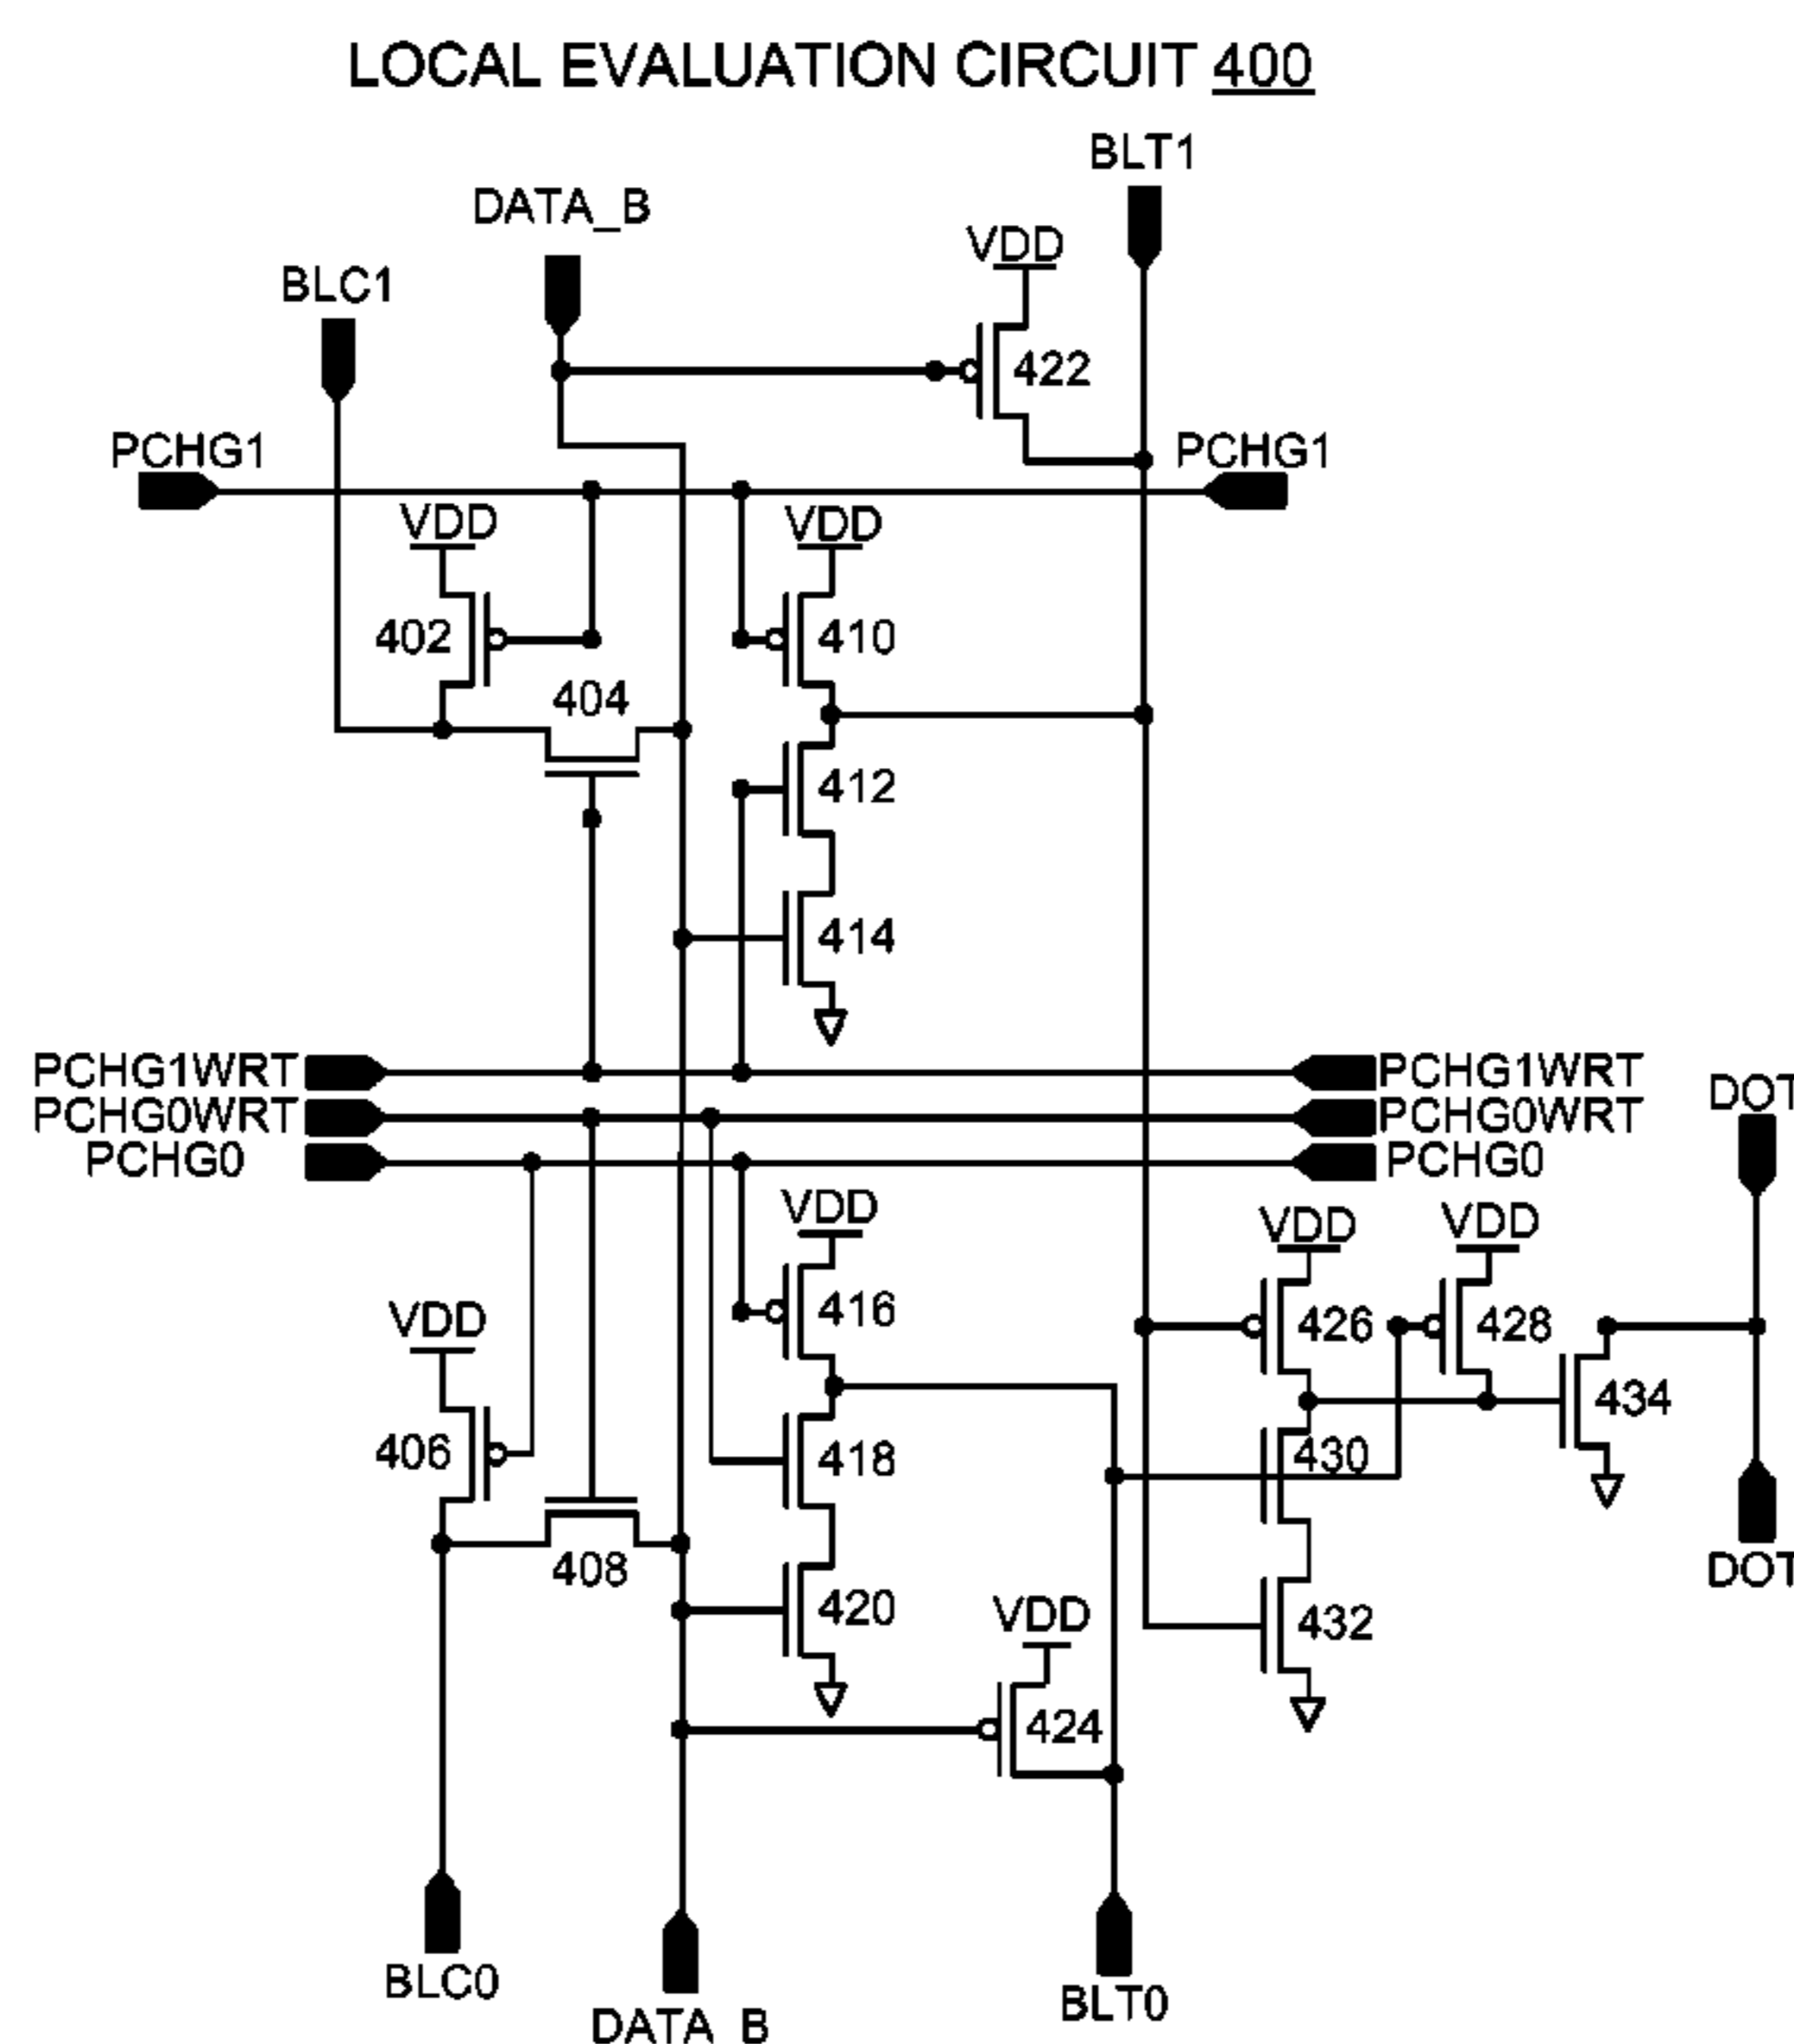 LOCAL EVALUATION CIRCUIT 400
BLT1
DATA_B
VDD
BLC1
422
PCHG1
PCHG1
VDD
VDD
402
410
404
412
414
PCHG1WRT
PCHG1WRT
PCHG0WRT
PCHG0WRT
DOT
PCHG0
PCHG0
VDD
VDD
VDD
VDD
416
426
428
434
406
418
430
408
420
432
DOT
VDD
424
BLC0
BLT0
DATA_B